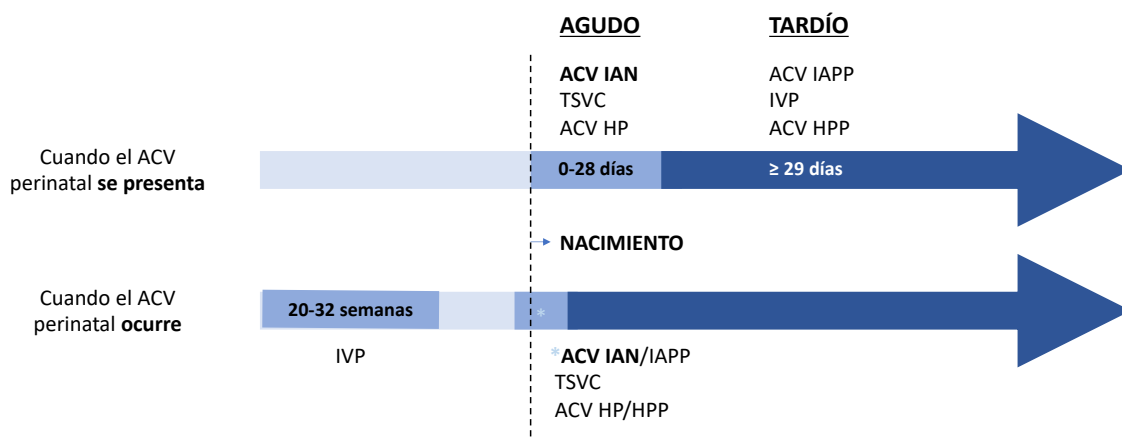 AGUDO
TARDÍO
ACV IAN
TSVC
ACV HP
ACV IAPP
IVP
ACV HPP
Cuando el ACV
perinatal se presenta
0-28 días
≥ 29 días
NACIMIENTO
Cuando el ACV
perinatal ocurre
20-32 semanas
*
IVP
*ACV IAN/IAPP
TSVC
ACV HP/HPP